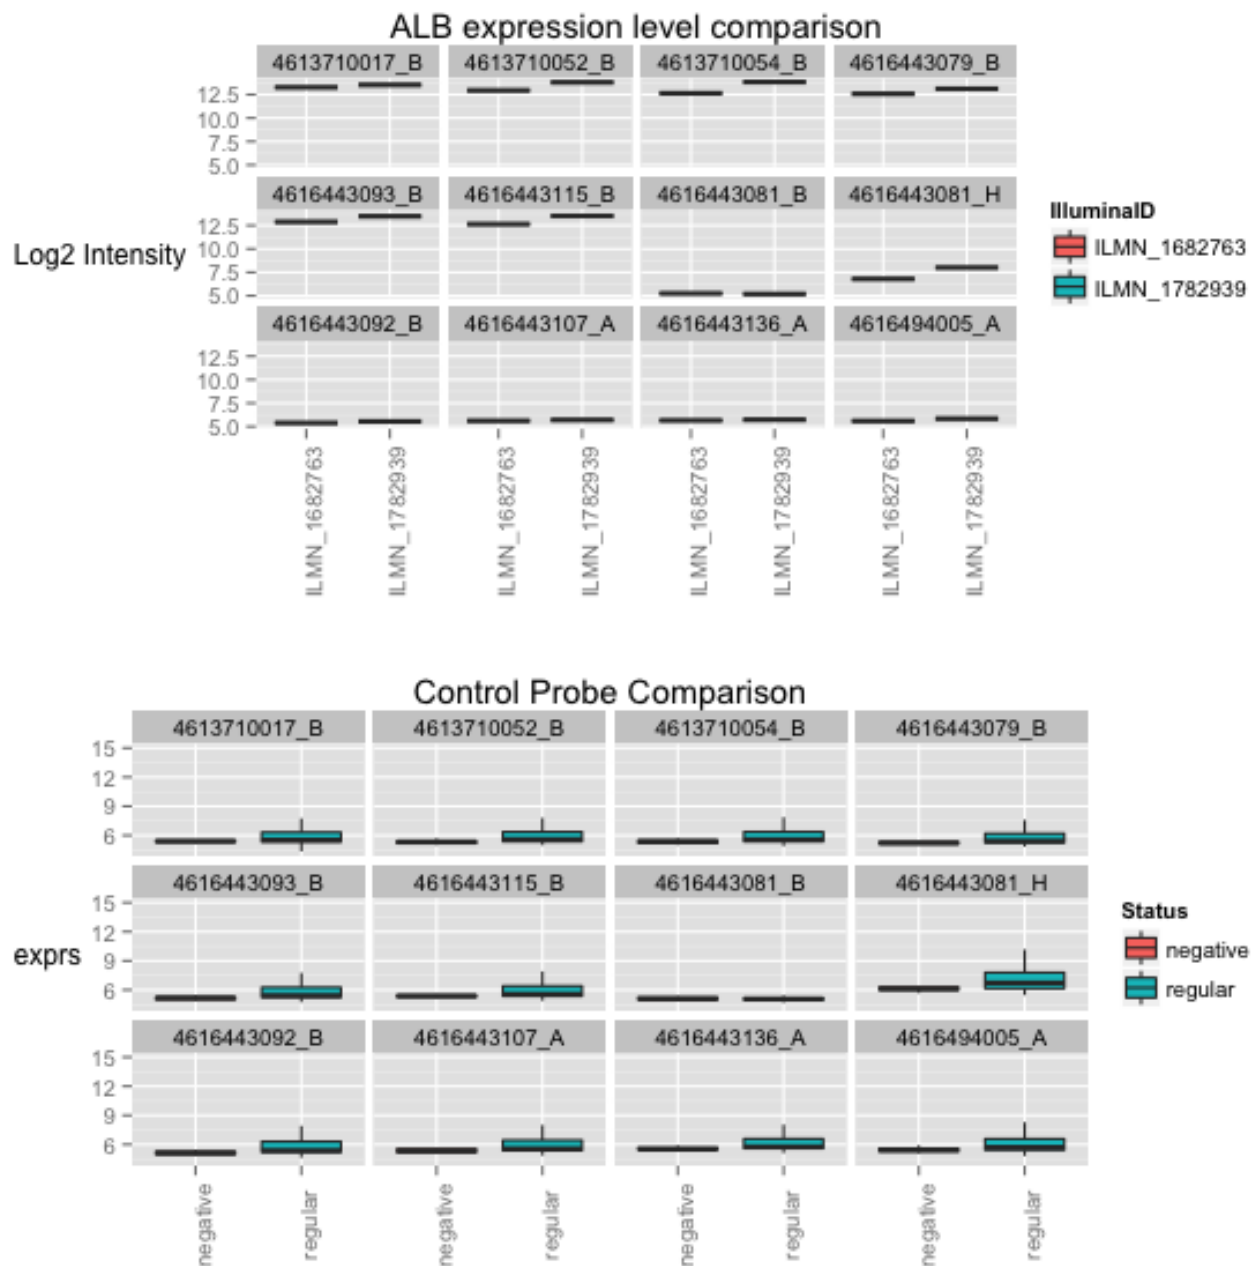 ALB expression level comparison
4613710017_B 4613710052_B 4613710054_B 4616443079_B
12.5
10.0
7.5
5.0
4616443093_B 4616443115_B 4616443081_B 4616443081_H
12.5
10.0
7.5
5.0
Log2 Intensity
4616443092_B 4616443107_A 4616443136_A 4616494005_A
12.5
10.0
7.5
5.0
ILMN_1682763 ILMN_1782939 ILMN_1682763 ILMN_1782939 ILMN_1682763 ILMN_1782939 ILMN_1682763 ILMN_1782939
IlluminaID
ILMN_1682763
ILMN_1782939
Control Probe Comparison
4613710017_B 4613710052_B 4613710054_B 4616443079_B
15
12
9
6
4616443093_B 4616443115_B 4616443081_B 4616443081_H
15
12
9
6
exprs
4616443092_B 4616443107_A 4616443136_A 4616494005_A
15
12
9
6
negative regular negative regular negative regular negative regular
Status
negative
regular